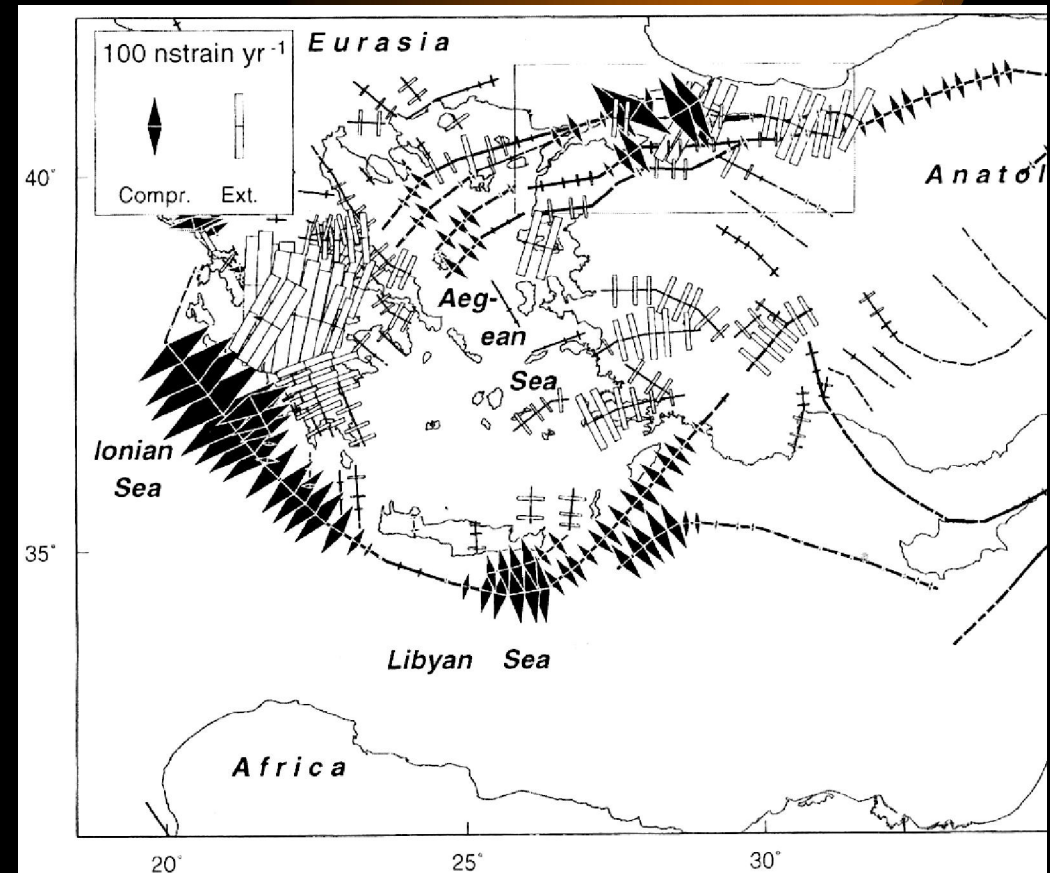 Eurasia
100 nstrain yr -1
Compr. Ext.
40°
Anatol
Aeg-
ean
Sea
Ionian
Sea
35°
Libyan Sea
Africa
20° 25° 30°